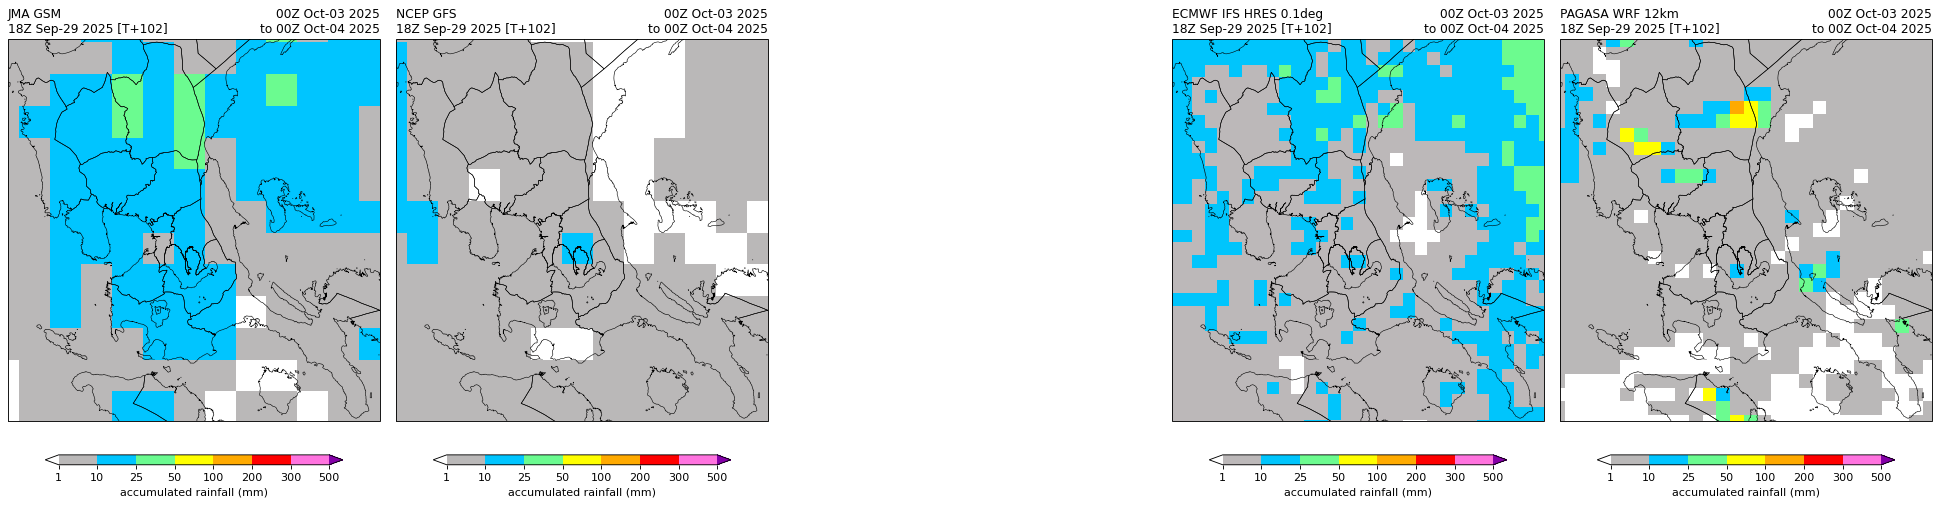 JMA GSM 00Z Oct-03 2025
18Z Sep-29 2025 [T+102] to 00Z Oct-04 2025
1 10 25 50 100 200 300 500
accumulated rainfall (mm)
NCEP GFS 00Z Oct-03 2025
18Z Sep-29 2025 [T+102] to 00Z Oct-04 2025
1 10 25 50 100 200 300 500
accumulated rainfall (mm)
ECMWF IFS HRES 0.1deg 00Z Oct-03 2025
18Z Sep-29 2025 [T+102] to 00Z Oct-04 2025
1 10 25 50 100 200 300 500
accumulated rainfall (mm)
PAGASA WRF 12km 00Z Oct-03 2025
18Z Sep-29 2025 [T+102] to 00Z Oct-04 2025
1 10 25 50 100 200 300 500
accumulated rainfall (mm)